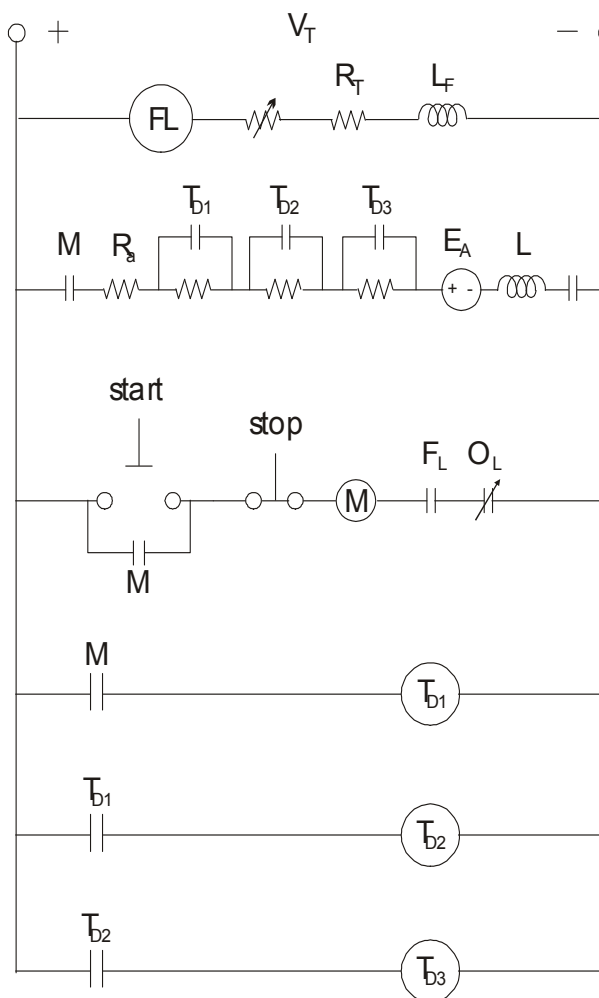 + V_T −
R_T L_F
FL
T_D1 T_D2 T_D3
M R_a E_A L
+ -
start
stop
F_L O_L
M
M
M
T_D1
T_D1
T_D2
T_D2
T_D3